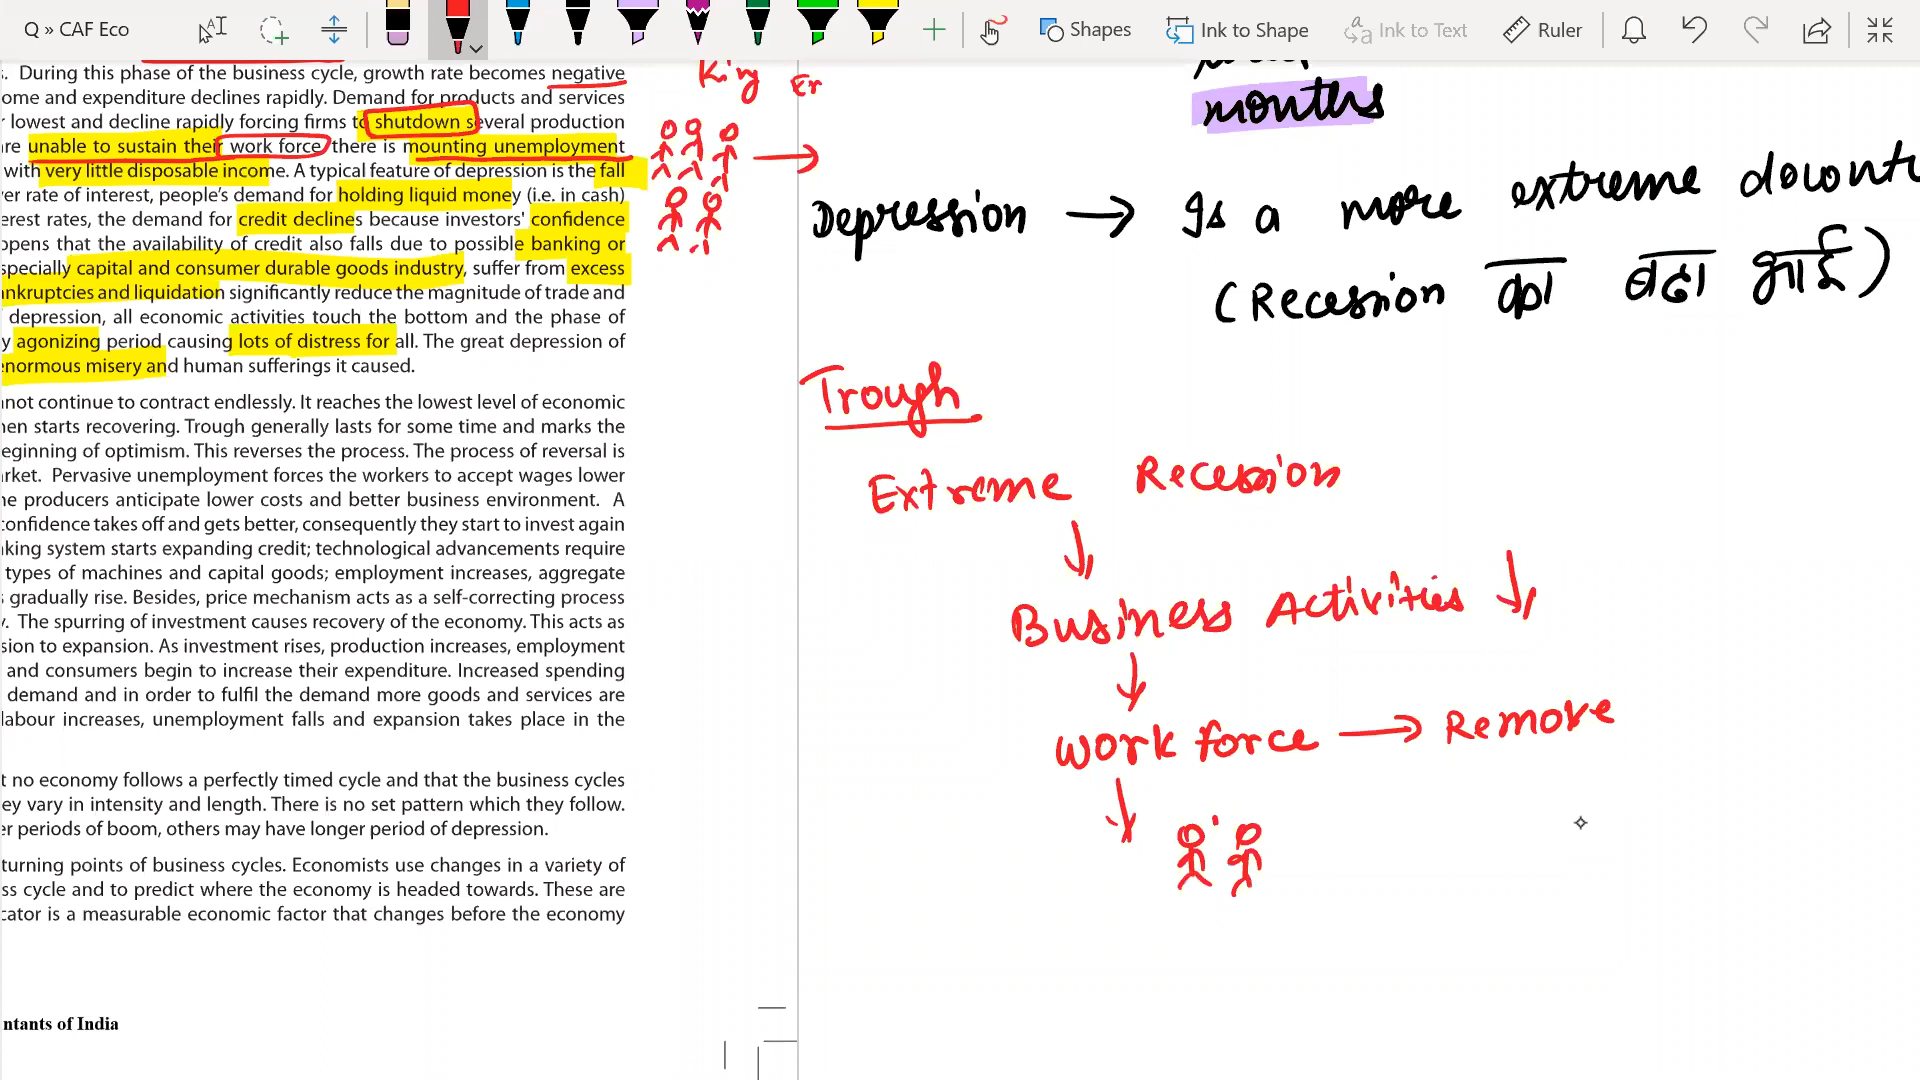 Q » CAF Eco
Shapes
Ink to Shape
Ink to Text
Ruler
. During this phase of the business cycle, growth rate becomes negative
ome and expenditure declines rapidly. Demand for products and services
lowest and decline rapidly forcing firms to shutdown several production
re unable to sustain their work force there is mounting unemployment
with very little disposable income. A typical feature of depression is the fall
er rate of interest, people's demand for holding liquid money (i.e. in cash)
erest rates, the demand for credit declines because investors' confidence
ppens that the availability of credit also falls due to possible banking or
specially capital and consumer durable goods industry, suffer from excess
nkruptcies and liquidation significantly reduce the magnitude of trade and
depression, all economic activities touch the bottom and the phase of
y agonizing period causing lots of distress for all. The great depression of
enormous misery and human sufferings it caused.
nnot continue to contract endlessly. It reaches the lowest level of economic
hen starts recovering. Trough generally lasts for some time and marks the
eginning of optimism. This reverses the process. The process of reversal is
rket. Pervasive unemployment forces the workers to accept wages lower
he producers anticipate lower costs and better business environment. A
confidence takes off and gets better, consequently they start to invest again
nking system starts expanding credit; technological advancements require
types of machines and capital goods; employment increases, aggregate
s gradually rise. Besides, price mechanism acts as a self-correcting process
y. The spurring of investment causes recovery of the economy. This acts as
sion to expansion. As investment rises, production increases, employment
and consumers begin to increase their expenditure. Increased spending
demand and in order to fulfil the demand more goods and services are
labour increases, unemployment falls and expansion takes place in the
t no economy follows a perfectly timed cycle and that the business cycles
ey vary in intensity and length. There is no set pattern which they follow.
er periods of boom, others may have longer period of depression.
turning points of business cycles. Economists use changes in a variety of
ss cycle and to predict where the economy is headed towards. These are
cator is a measurable economic factor that changes before the economy
ntants of India
King Er
months
Depression → Is a more extreme downt
(Recession का बडा भाई)
Trough
Extreme Recession
↓
Business Activities ↓
↓
Work force → Remove
↓